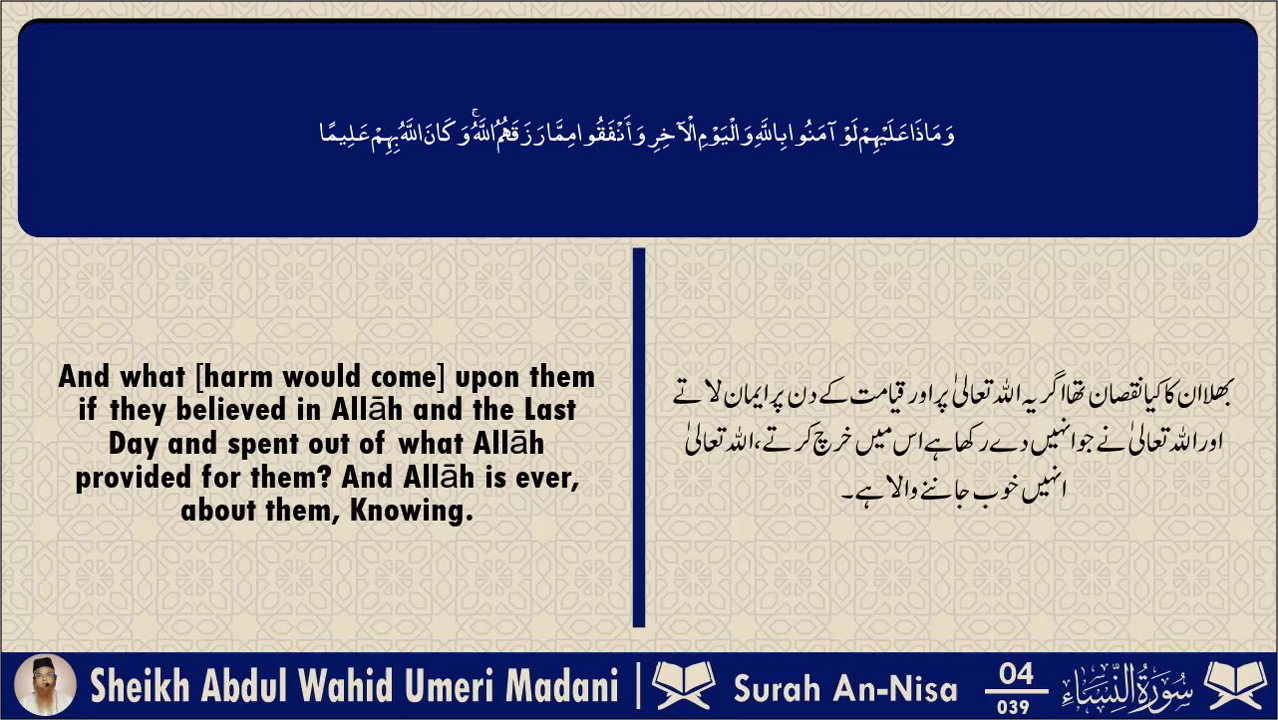 وَمَاذَا عَلَيْهِمْ لَوْ آمَنُوا بِاللَّهِ وَالْيَوْمِ الْآخِرِ وَأَنْفَقُوا مِمَّا رَزَقَهُمُ اللَّهُ ۚ وَكَانَ اللَّهُ بِهِمْ عَلِيمًا
And what [harm would come] upon them
if they believed in Allāh and the Last
Day and spent out of what Allāh
provided for them? And Allāh is ever,
about them, Knowing.
بھلا ان کا کیا نقصان تھا اگر یہ اللہ تعالیٰ پر اور قیامت کے دن پر ایمان لاتے
اور اللہ تعالیٰ نے جو انہیں دے رکھا ہے اس میں خرچ کرتے، اللہ تعالیٰ
انہیں خوب جاننے والا ہے۔
Sheikh Abdul Wahid Umeri Madani |
Surah An-Nisa
04
039
سُورَةُ النِّسَاءِ